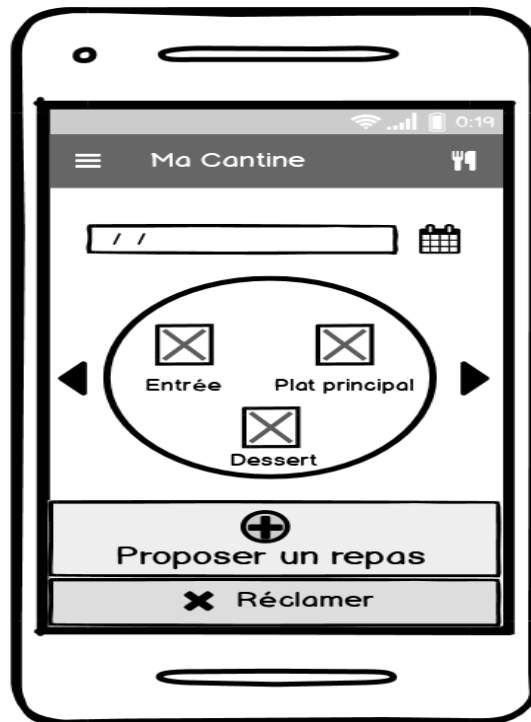 0:19
Ma Cantine
/ /
Entrée Plat principal
Dessert
Proposer un repas
Réclamer